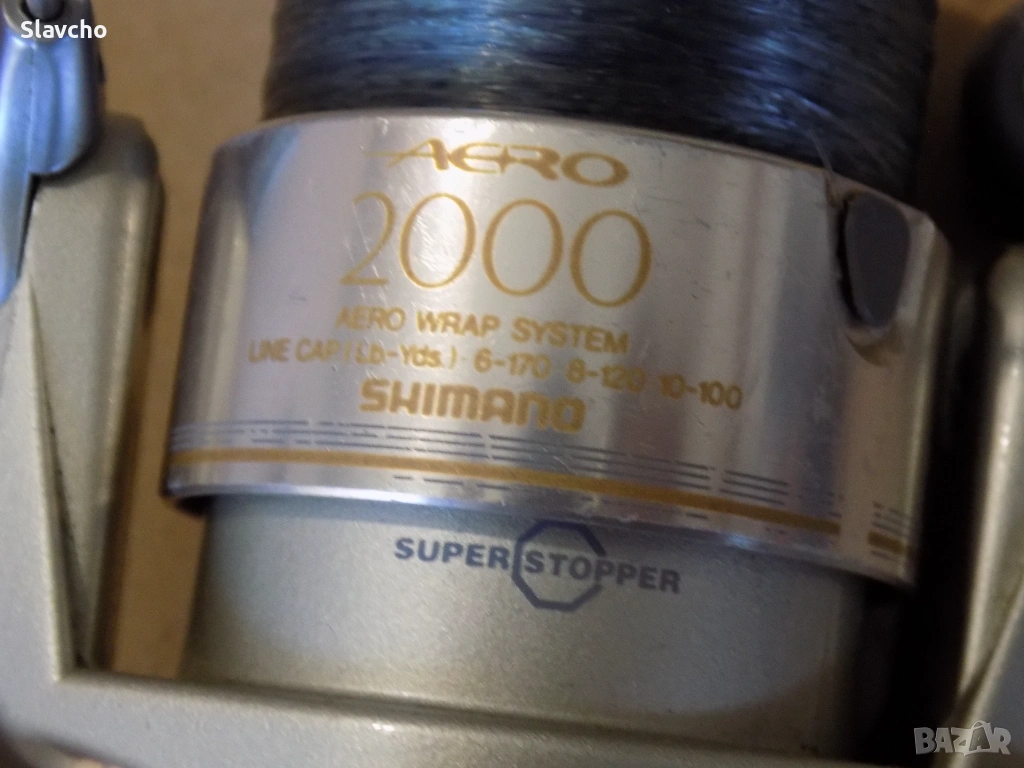 Slavcho
AERO
2000
AERO WRAP SYSTEM
LINE CAP (Lb.-Yds.) 6-170 8-120 10-100
SHIMANO
SUPER STOPPER
BAZAR